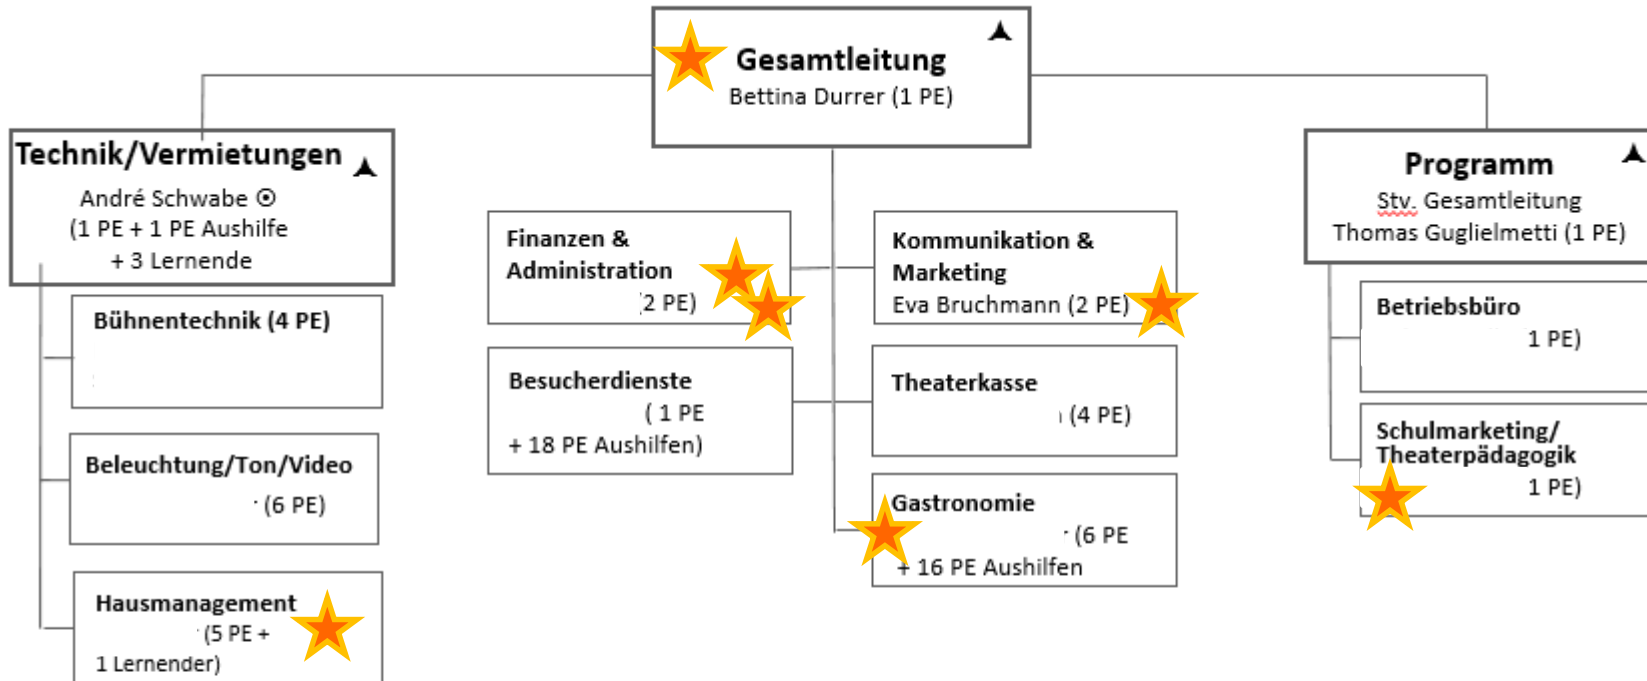 Gesamtleitung
Bettina Durrer (1 PE)
Technik/Vermietungen
André Schwabe ⊙
(1 PE + 1 PE Aushilfe
+ 3 Lernende
Bühnentechnik (4 PE)
Beleuchtung/Ton/Video
(6 PE)
Hausmanagement
(5 PE +
1 Lernender)
Finanzen &
Administration
(2 PE)
Kommunikation &
Marketing
Eva Bruchmann (2 PE)
Besucherdienste
( 1 PE
+ 18 PE Aushilfen)
Theaterkasse
(4 PE)
Gastronomie
(6 PE
+ 16 PE Aushilfen
Programm
Stv. Gesamtleitung
Thomas Guglielmetti (1 PE)
Betriebsbüro
1 PE)
Schulmarketing/
Theaterpädagogik
1 PE)